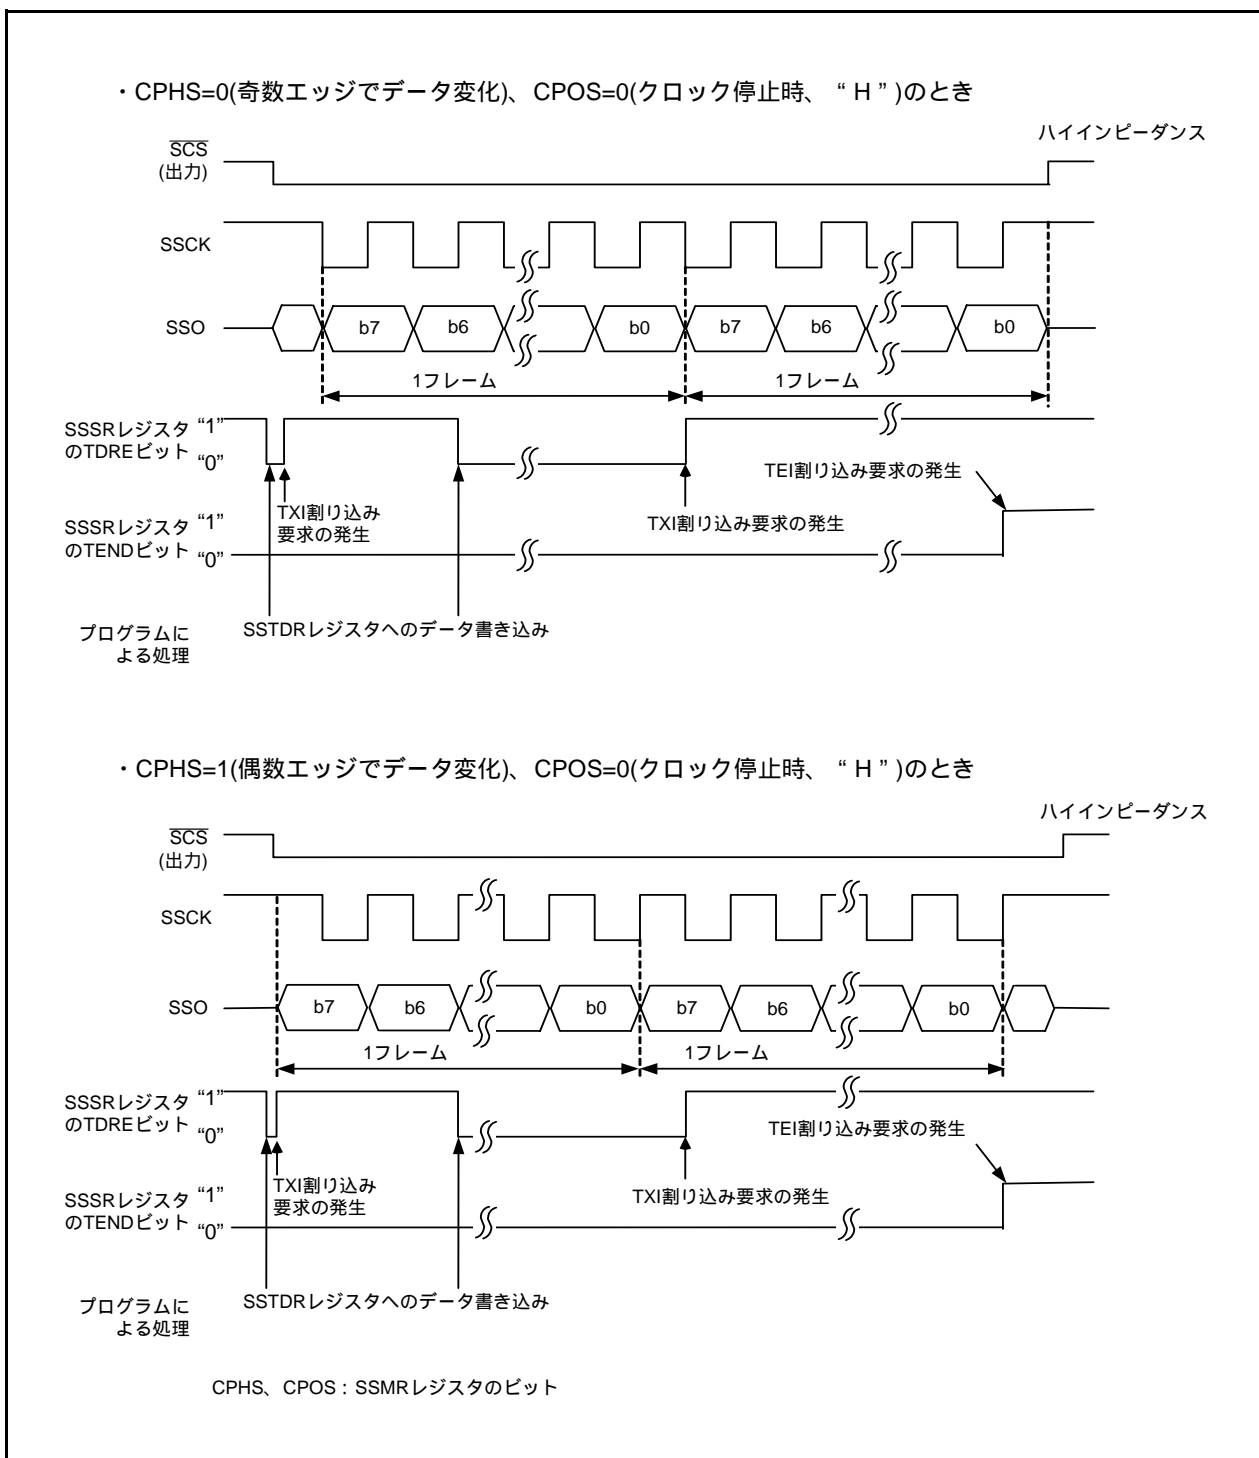 ・CPHS=0(奇数エッジでデータ変化)、CPOS=0(クロック停止時、“H”)のとき
ハイインピーダンス
SCS
(出力)
SSCK
SSO
b7
b6
b0
b7
b6
b0
1フレーム
1フレーム
SSSRレジスタ “1”
のTDREビット “0”
TEI割り込み要求の発生
TXI割り込み
要求の発生
TXI割り込み要求の発生
SSSRレジスタ “1”
のTENDビット “0”
プログラムに
よる処理
SSTDRレジスタへのデータ書き込み
・CPHS=1(偶数エッジでデータ変化)、CPOS=0(クロック停止時、“H”)のとき
ハイインピーダンス
SCS
(出力)
SSCK
SSO
b7
b6
b0
b7
b6
b0
1フレーム
1フレーム
SSSRレジスタ “1”
のTDREビット “0”
TEI割り込み要求の発生
TXI割り込み
要求の発生
TXI割り込み要求の発生
SSSRレジスタ “1”
のTENDビット “0”
プログラムに
よる処理
SSTDRレジスタへのデータ書き込み
CPHS、CPOS：SSMRレジスタのビット